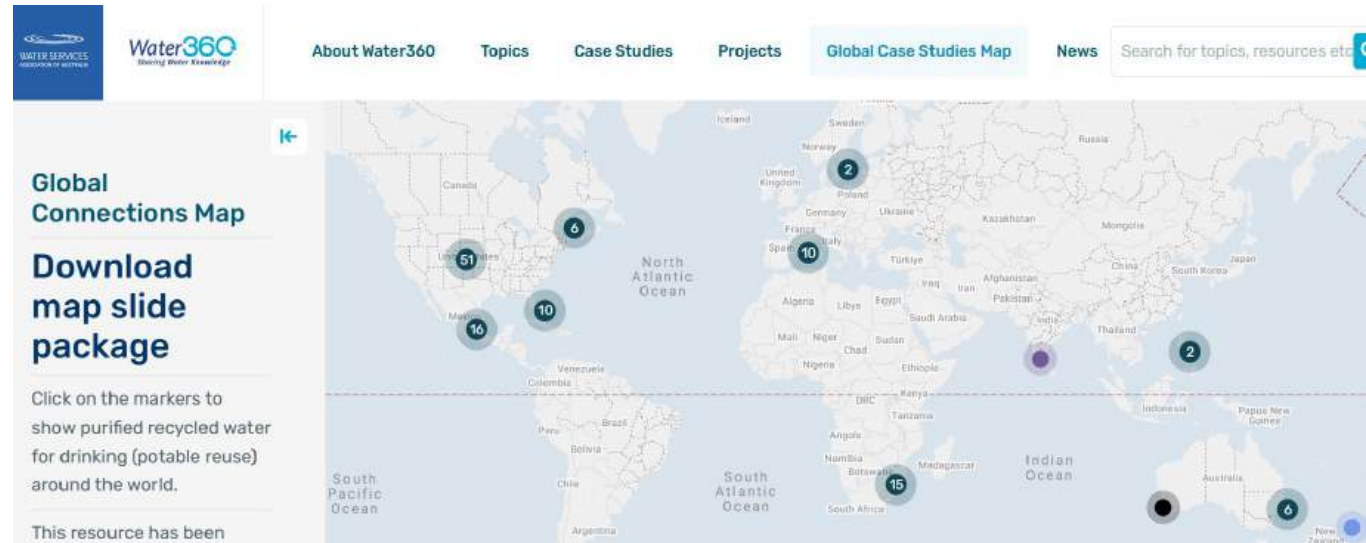 WATER SERVICES
ASSOCIATION OF AUSTRALIA
Water360
Sharing Water Knowledge
About Water360
Topics
Case Studies
Projects
Global Case Studies Map
News
Search for topics, resources etc
Global
Connections Map
Download
map slide
package
Click on the markers to
show purified recycled water
for drinking (potable reuse)
around the world.
This resource has been
Iceland
Sweden
Norway
Russia
2
Canada
United
Kingdom
Poland
Germany
Ukraine
Kazakhstan
Mongolia
6
France
Spain
Italy
10
51
North
Atlantic
Ocean
Türkiye
Iraq
Iran
Afghanistan
Pakistan
China
South Korea
Japan
10
Algeria
Libya
Egypt
Saudi Arabia
India
Mexico
16
Mali
Niger
Chad
Sudan
Thailand
2
Nigeria
Ethiopia
Venezuela
Colombia
DRC
Kenya
Tanzania
Indonesia
Papua New
Guinea
Peru
Brazil
Bolivia
Angola
Namibia
Botswana
Madagascar
Indian
Ocean
South
Pacific
Ocean
Chile
South
Atlantic
Ocean
15
Australia
South Africa
6
Argentina
New
Zealand